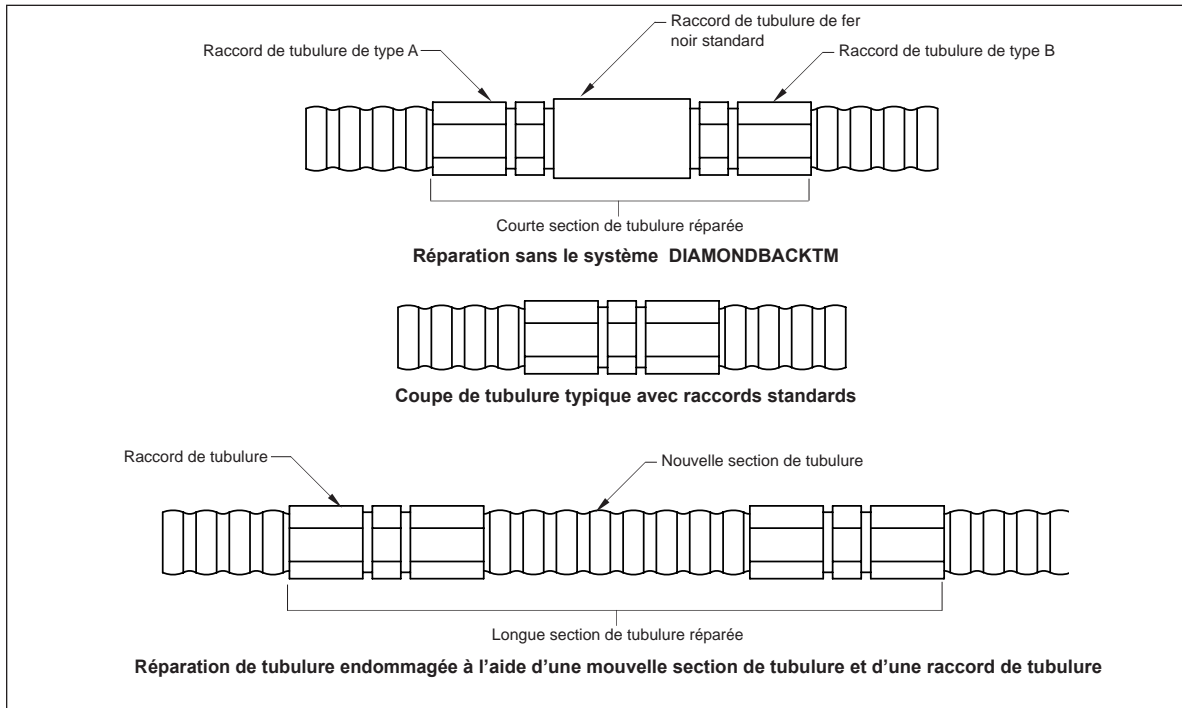 Raccord de tubulure de fer
noir standard
Raccord de tubulure de type A
Raccord de tubulure de type B
Courte section de tubulure réparée
Réparation sans le système DIAMONDBACKTM
Coupe de tubulure typique avec raccords standards
Raccord de tubulure
Nouvelle section de tubulure
Longue section de tubulure réparée
Réparation de tubulure endommagée à l'aide d'une mouvelle section de tubulure et d'une raccord de tubulure